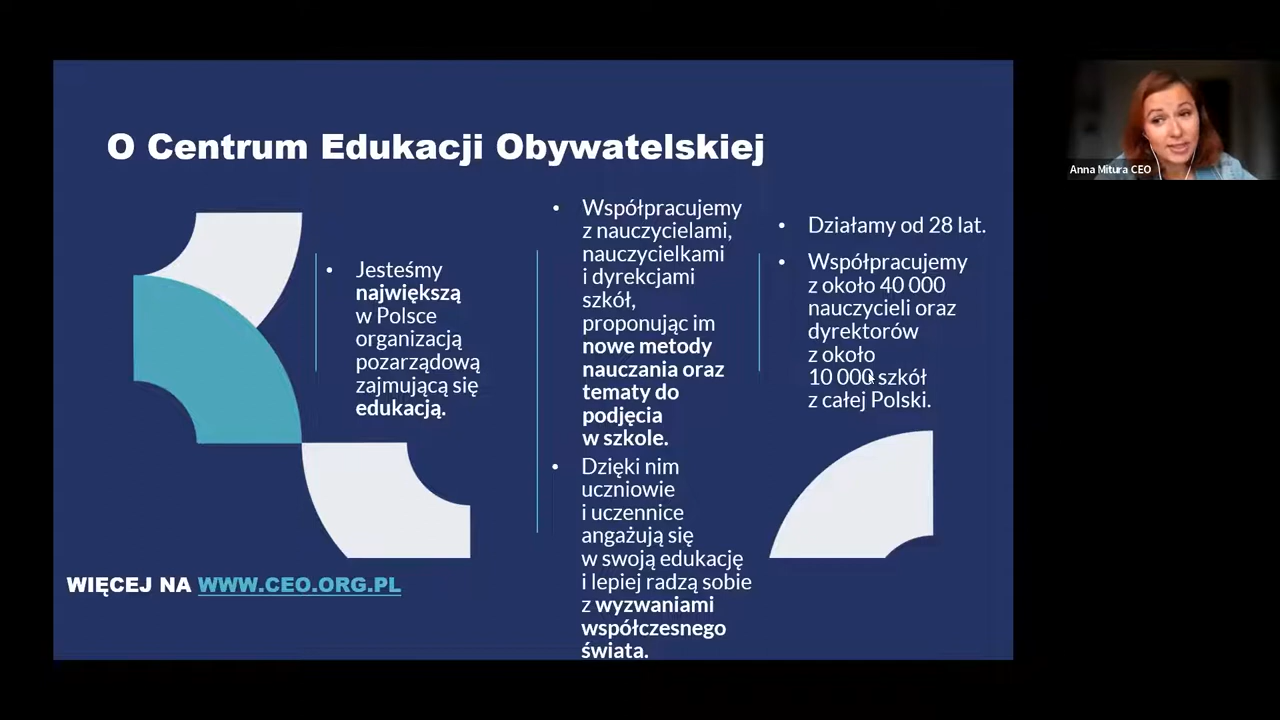 O Centrum Edukacji Obywatelskiej
• Jesteśmy
największą
w Polsce
organizacją
pozarządową
zajmującą się
edukacją.
• Współpracujemy
z nauczycielami,
nauczycielkami
i dyrekcjami
szkół,
proponując im
nowe metody
nauczania oraz
tematy do
podjęcia
w szkole.
• Dzięki nim
uczniowie
i uczennice
angażują się
w swoją edukację
i lepiej radzą sobie
z wyzwaniami
współczesnego
świata.
• Działamy od 28 lat.
• Współpracujemy
z około 40 000
nauczycieli oraz
dyrektorów
z około
10 000 szkół
z całej Polski.
WIĘCEJ NA WWW.CEO.ORG.PL
Anna Mitura CEO